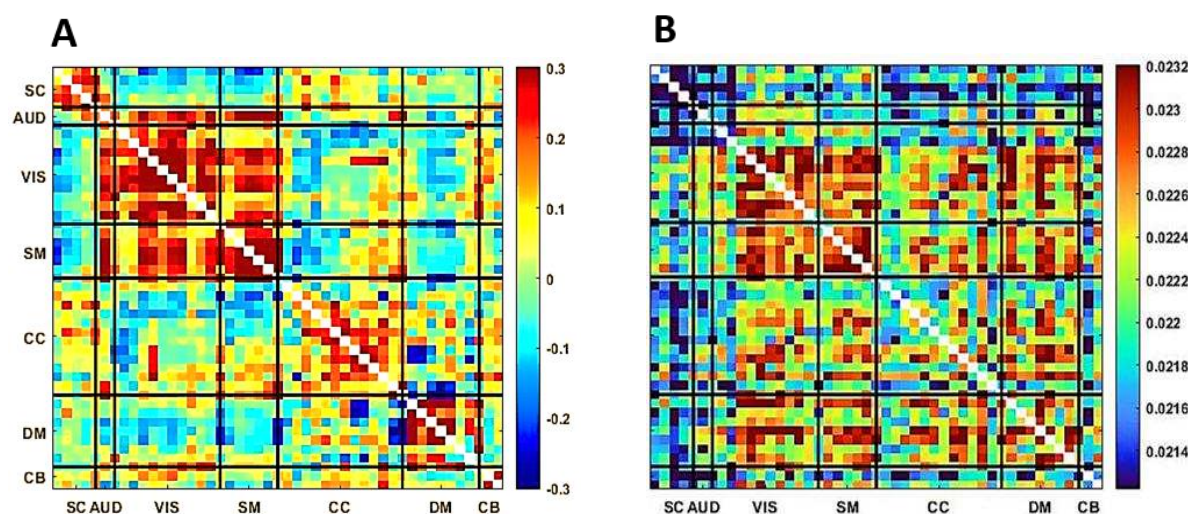 A
B
SC
AUD
VIS
SM
CC
DM
CB
SC AUD VIS SM CC DM CB
0.3
0.2
0.1
0
-0.1
-0.2
-0.3
SC AUD VIS SM CC DM CB
0.0232
0.023
0.0228
0.0226
0.0224
0.0222
0.022
0.0218
0.0216
0.0214